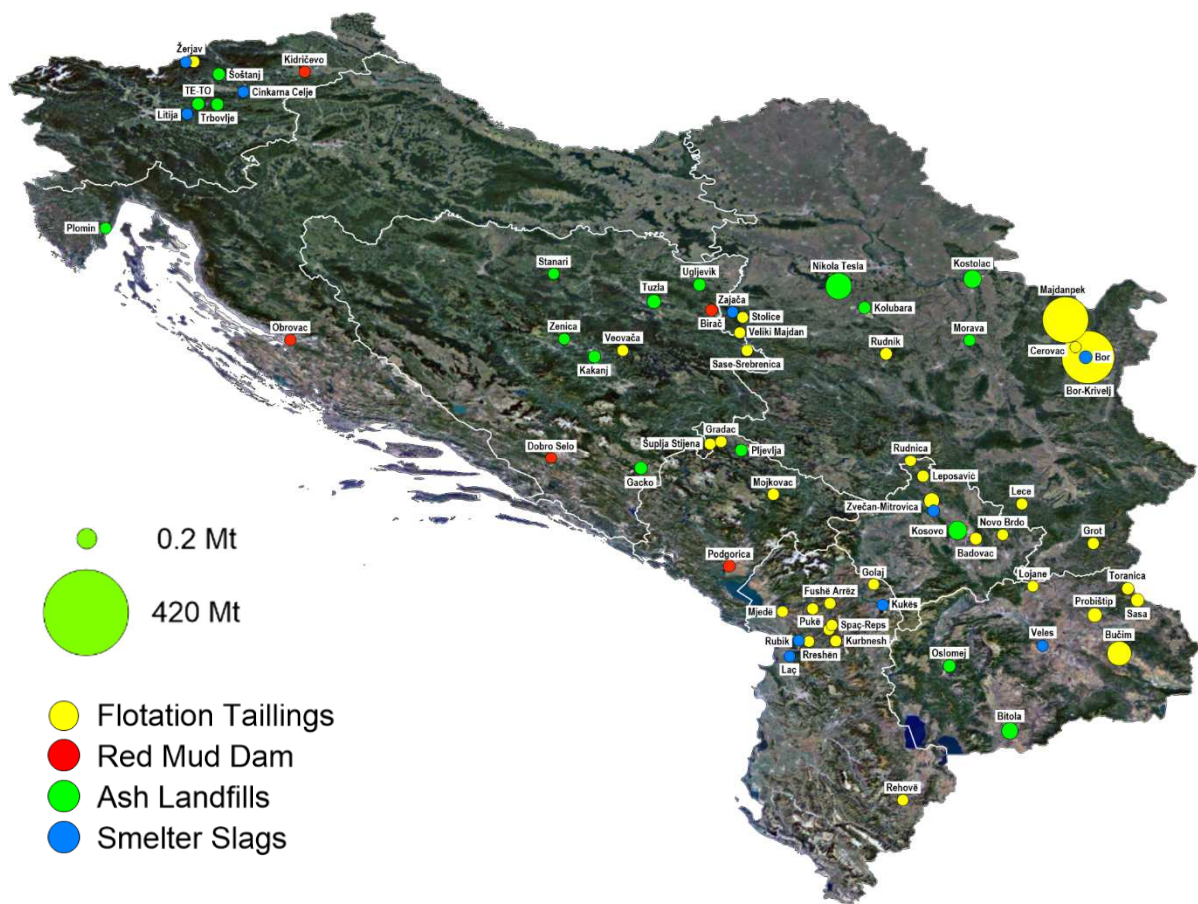 Žerjav
Kidričevo
Šoštanj
TE-TO
Cinkarna Celje
Litija
Trbovlje
Plomin
Stanari
Ugljevik
Nikola Tesla
Kostolac
Tuzla
Zajača
Majdanpek
Kolubara
Birač
Stolice
Obrovac
Zenica
Veovača
Veliki Majdan
Morava
Rudnik
Cerovac
Bor
Kakanj
Sase-Srebrenica
Bor-Krivelj
Gradac
Šuplja Stijena
Dobro Selo
Pljevlja
Rudnica
Gacko
Leposavić
Mojkovac
Lece
Zvečan-Mitrovica
Novo Brdo
Kosovo
Grot
Badovac
0.2 Mt
Podgorica
Golaj
Lojane
Toranica
Fushë Arrëz
Kukës
Probištip
Sasa
420 Mt
Mjedë
Pukë
Spaç-Reps
Veles
Bučim
Rubik
Kurbnesh
Rreshën
Oslomej
Laç
Flotation Taillings
Bitola
Red Mud Dam
Ash Landfills
Rehovë
Smelter Slags